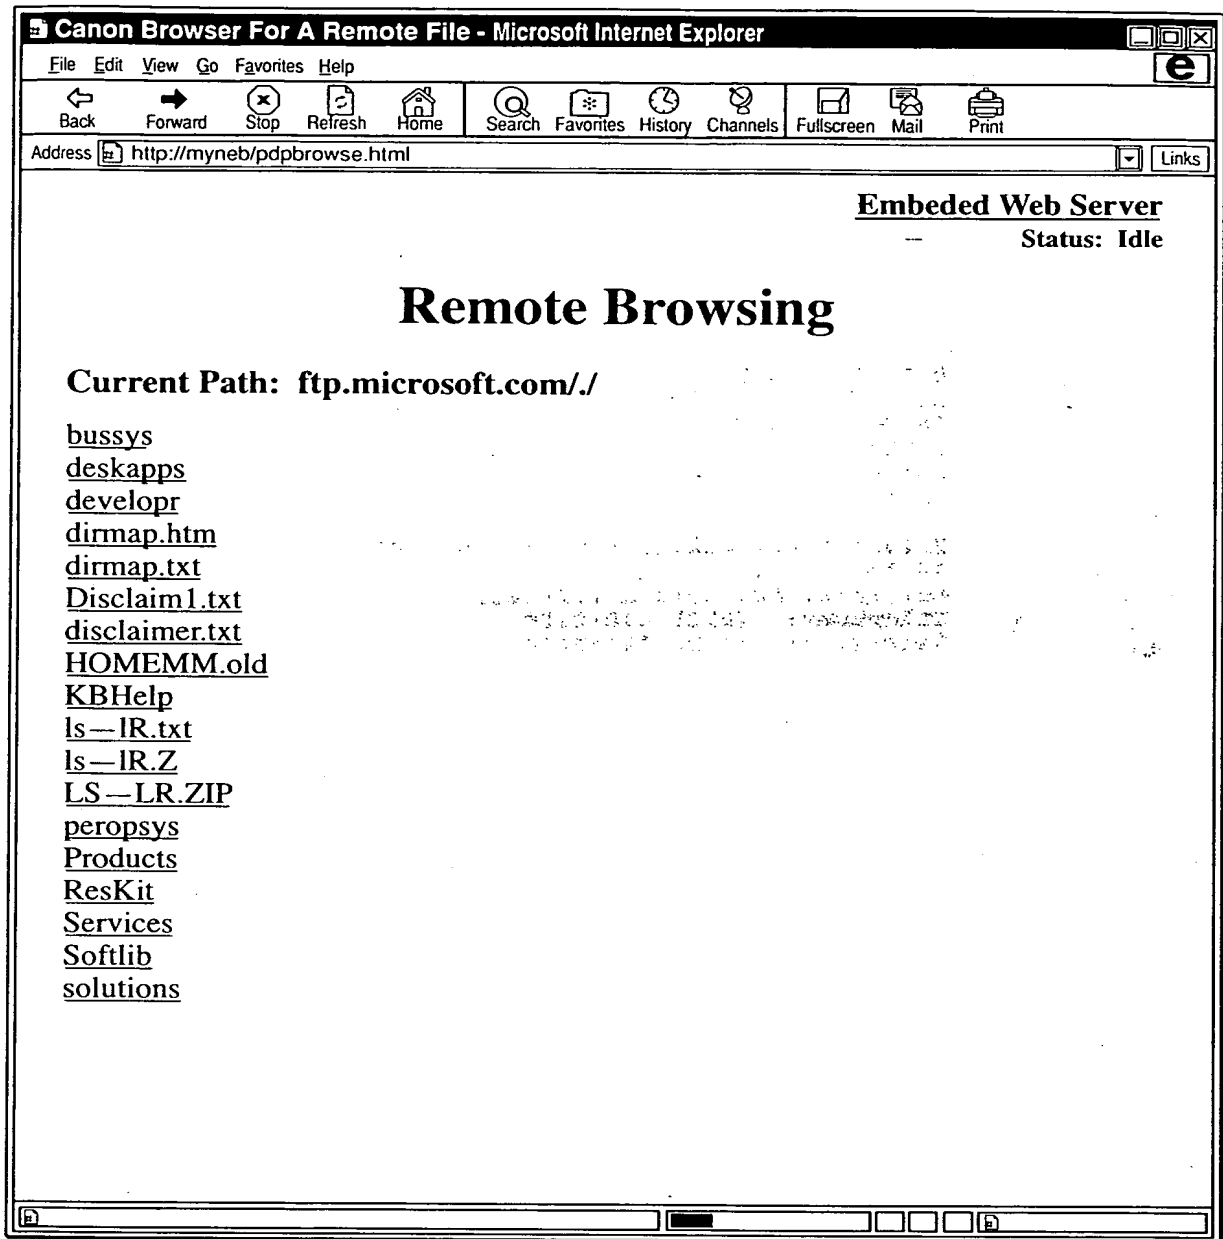 Canon Browser For A Remote File - Microsoft Internet Explorer
File Edit View Go Favorites Help
Back Forward Stop Refresh Home Search Favorites History Channels Fullscreen Mail Print
Address http://myneb/pdpbrowse.html Links
Embeded Web Server
Status: Idle
Remote Browsing
Current Path: ftp.microsoft.com/./
bussys
deskapps
developr
dirmap.htm
dirmap.txt
Disclaim1.txt
disclaimer.txt
HOMEMM.old
KBHelp
ls—lR.txt
ls—lR.Z
LS—LR.ZIP
peropsys
Products
ResKit
Services
Softlib
solutions